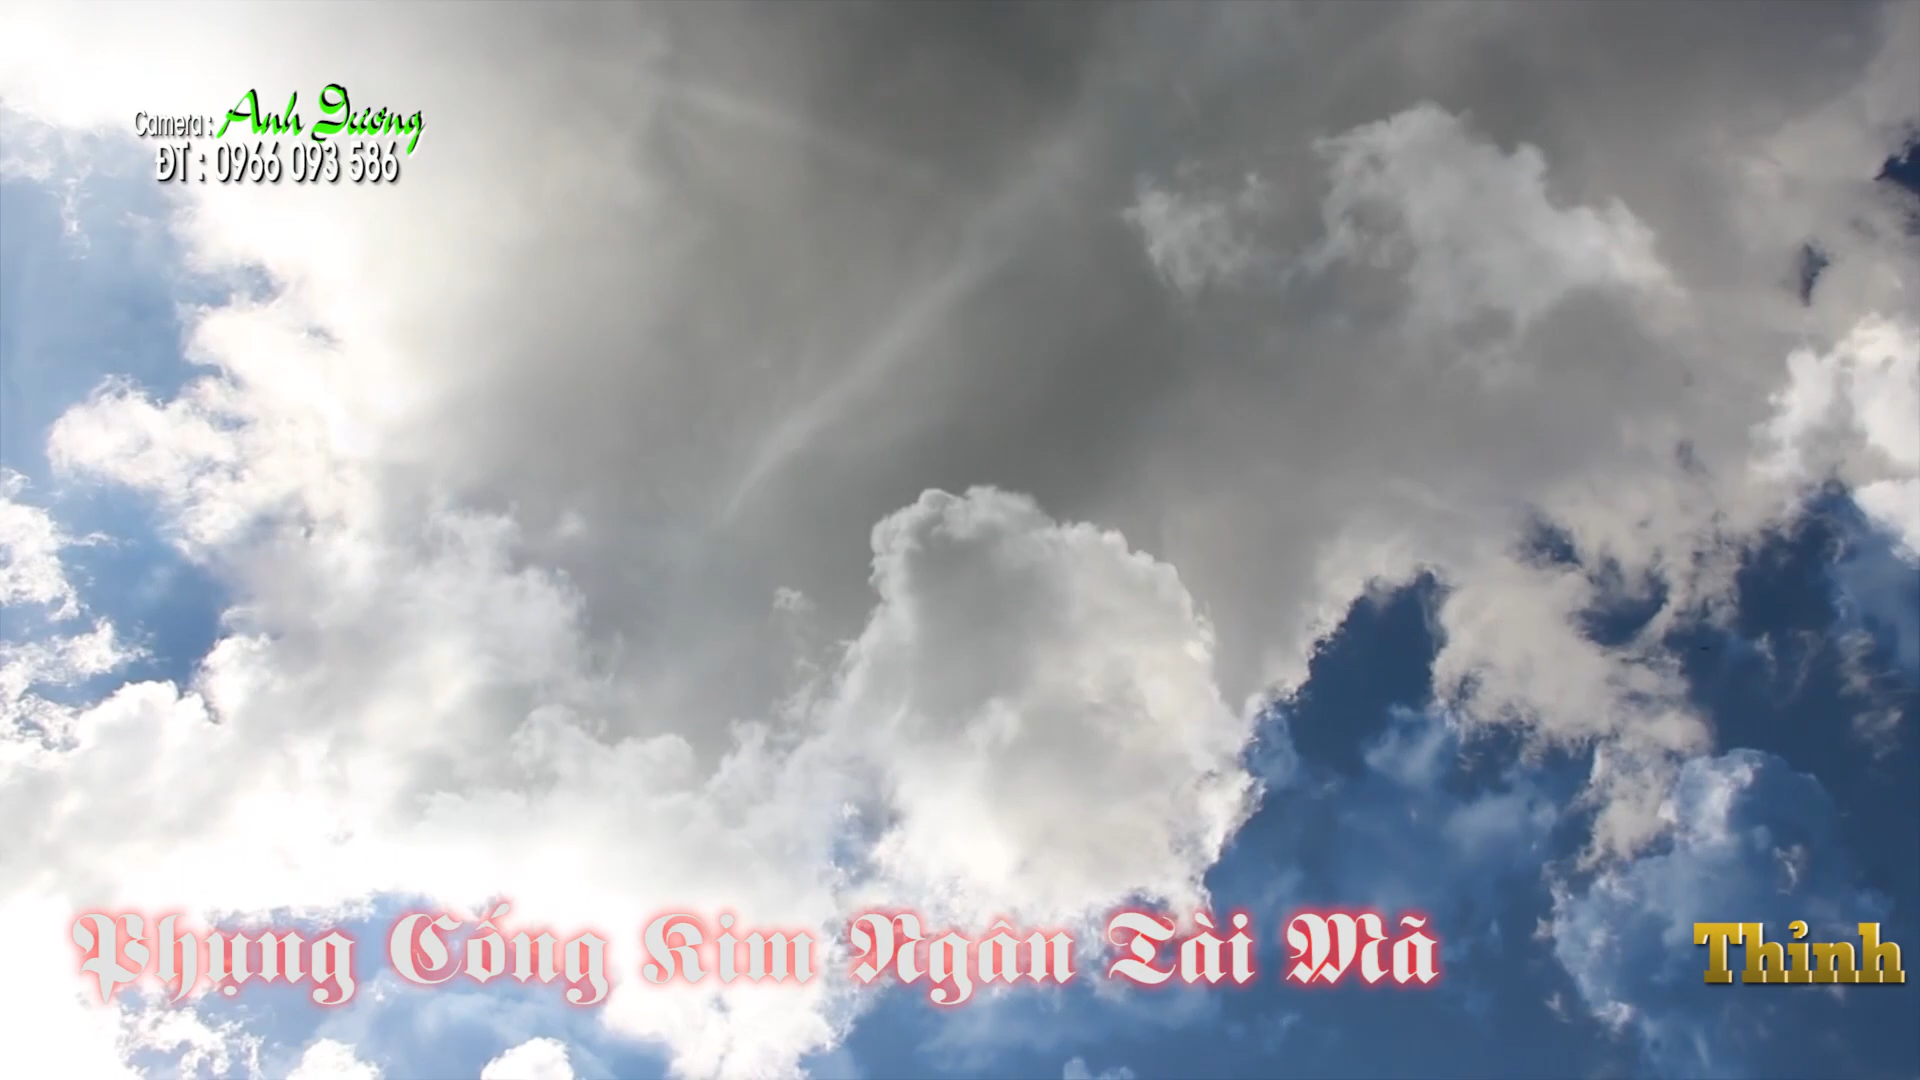 Camera : Anh Dương
ĐT : 0966 093 586
Phụng Cống Kim Ngân Tài Mã
Thỉnh